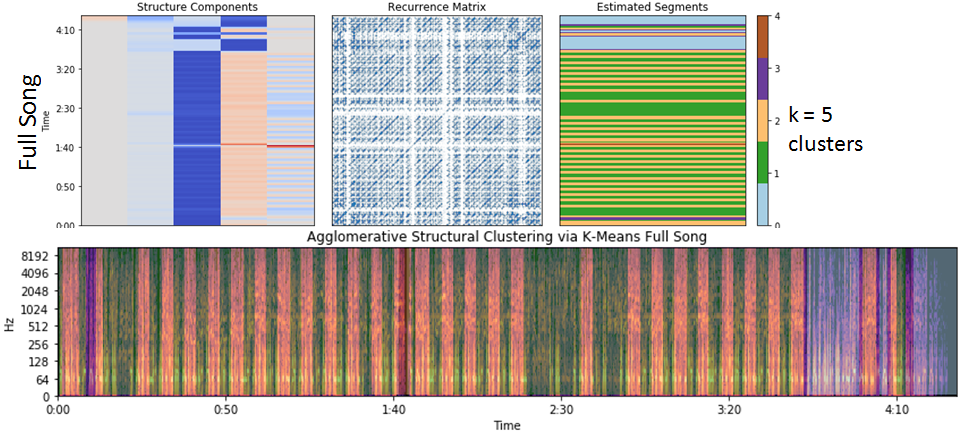 Structure Components
Recurrence Matrix
Estimated Segments
Full Song
Time
4:10
3:20
2:30
1:40
0:50
0:00
4
3
2
1
0
k = 5
clusters
Agglomerative Structural Clustering via K-Means Full Song
Hz
8192
4096
2048
1024
512
256
128
64
0
0:00 0:50 1:40 2:30 3:20 4:10
Time